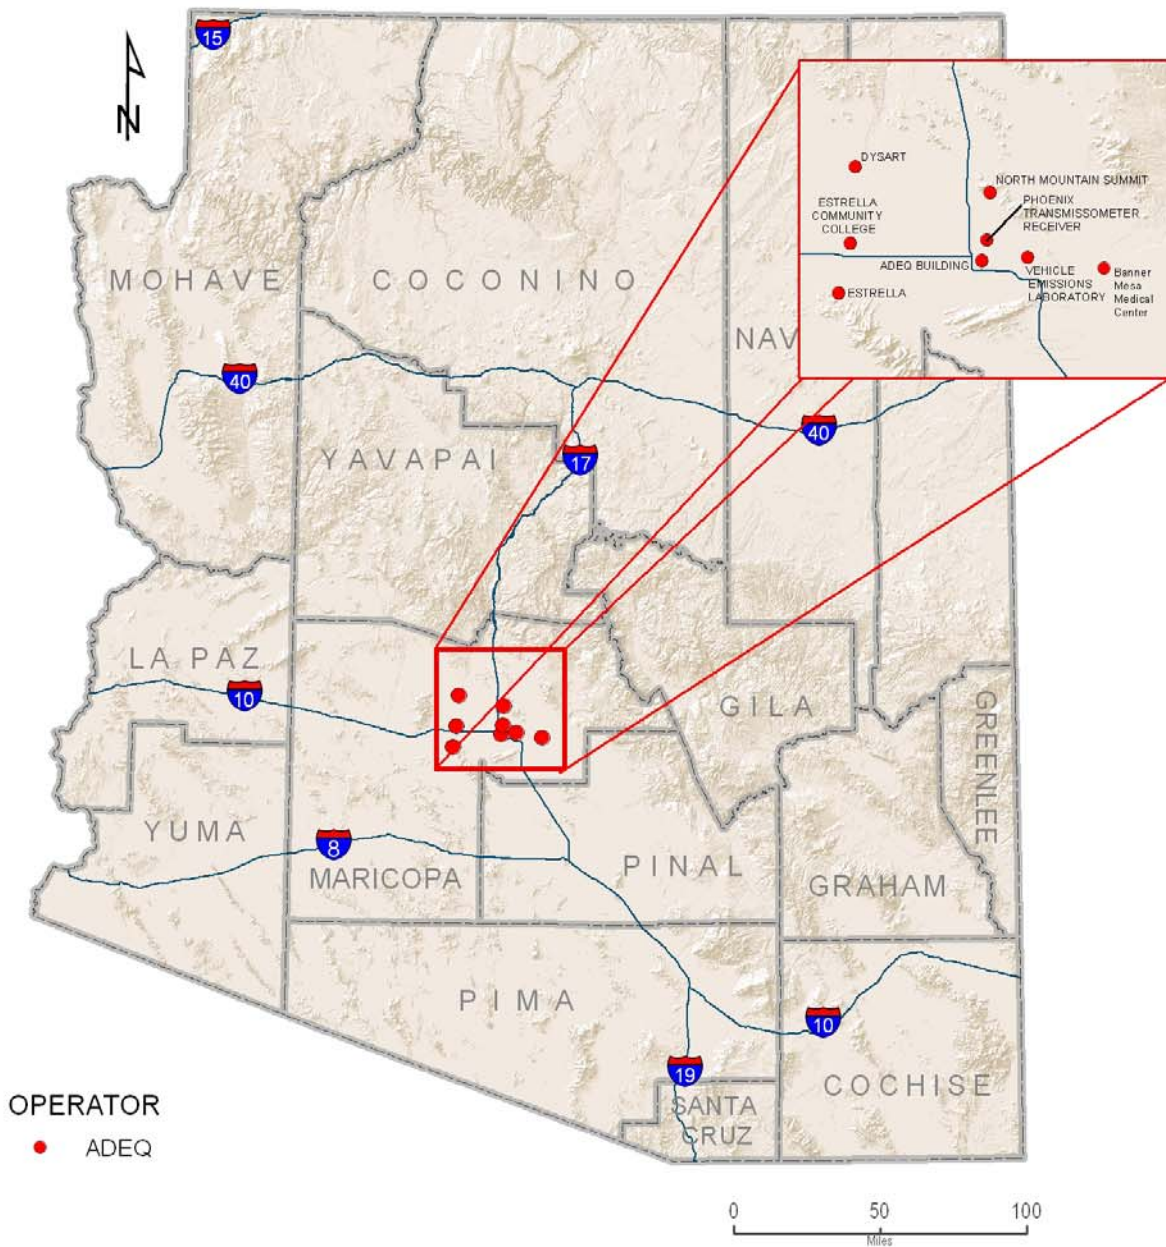 15
N
DYSART
NORTH MOUNTAIN SUMMIT
ESTRELLA
COMMUNITY
COLLEGE
PHOENIX
TRANSMISSOMETER
RECEIVER
ADEQ BUILDING
VEHICLE
EMISSIONS
LABORATORY
Banner
Mesa
Medical
Center
ESTRELLA
MOHAVE
COCONINO
NAV
40
40
YAVAPAI
17
LA PAZ
10
GILA
GREENLEE
YUMA
8
MARICOPA
PINAL
GRAHAM
PIMA
10
19
COCHISE
SANTA
CRUZ
OPERATOR
ADEQ
0 50 100
Miles